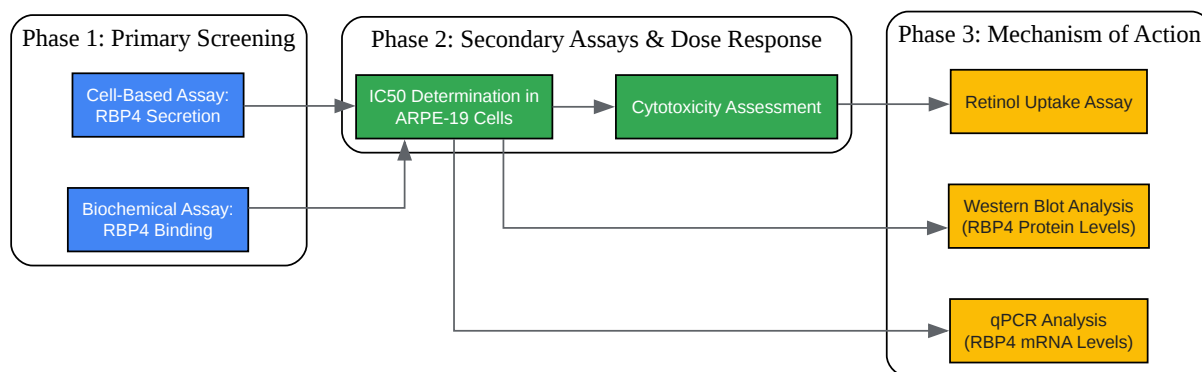 Phase 1: Primary Screening
Cell-Based Assay:
RBP4 Secretion
Biochemical Assay:
RBP4 Binding
Phase 2: Secondary Assays & Dose Response
IC50 Determination in
ARPE-19 Cells
Cytotoxicity Assessment
Phase 3: Mechanism of Action
Retinol Uptake Assay
Western Blot Analysis
(RBP4 Protein Levels)
qPCR Analysis
(RBP4 mRNA Levels)